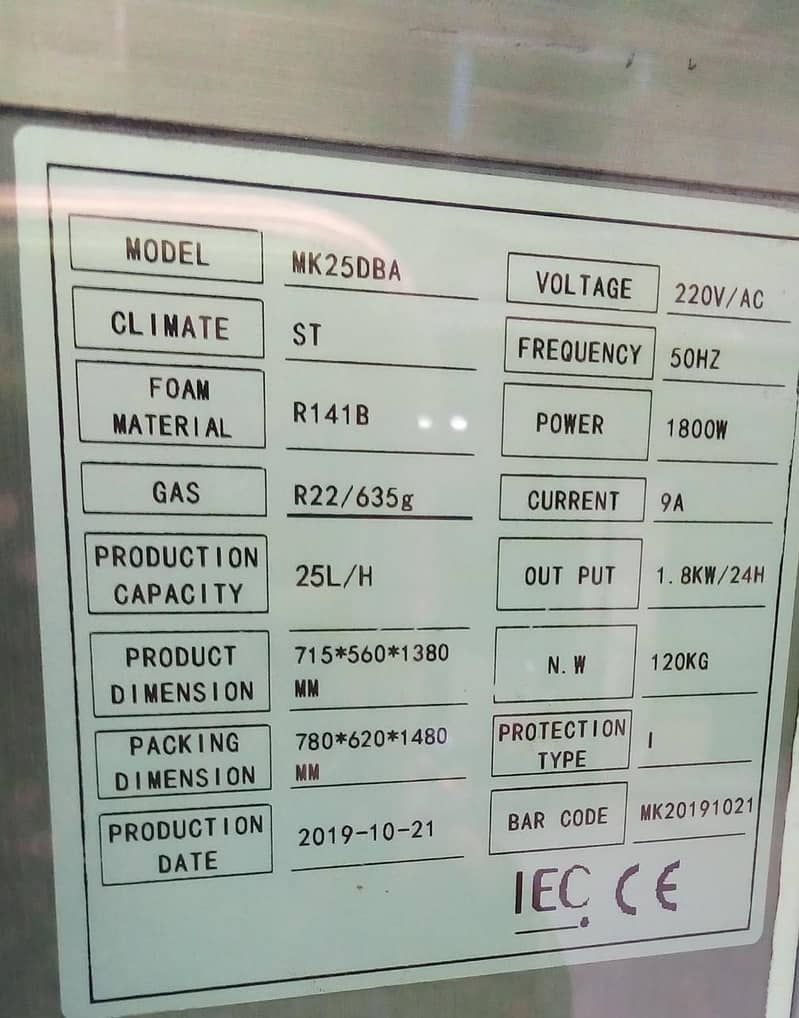 MODEL MK25DBA VOLTAGE 220V/AC
CLIMATE ST FREQUENCY 50HZ
FOAM
MATERIAL R141B POWER 1800W
GAS R22/635g CURRENT 9A
PRODUCTION
CAPACITY 25L/H OUT PUT 1.8KW/24H
PRODUCT
DIMENSION 715*560*1380
MM N.W 120KG
PACKING
DIMENSION 780*620*1480
MM PROTECTION
TYPE I
PRODUCTION
DATE 2019-10-21 BAR CODE MK20191021
IEC CE